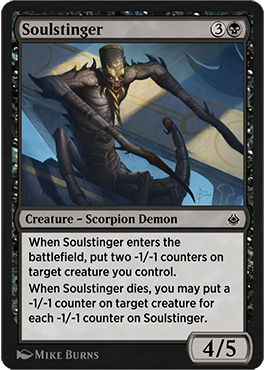 Soulstinger 3
Creature – Scorpion Demon
When Soulstinger enters the
battlefield, put two -1/-1 counters on
target creature you control.
When Soulstinger dies, you may put a
-1/-1 counter on target creature for
each -1/-1 counter on Soulstinger.
4/5
Mike Burns